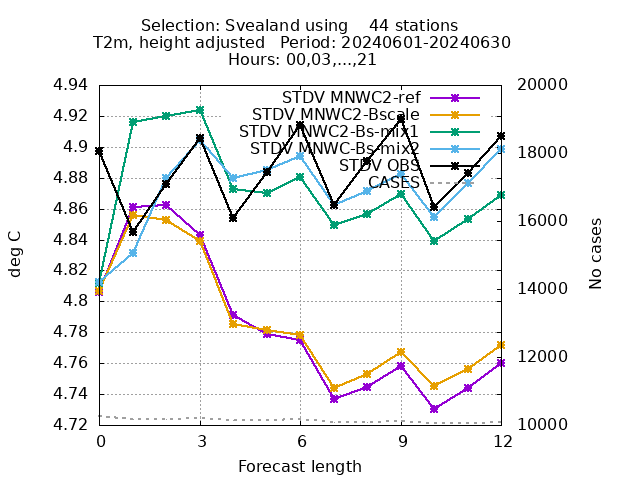 Selection: Svealand using    44 stations
T2m, height adjusted   Period: 20240601-20240630
Hours: 00,03,...,21
4.94
4.92
4.9
4.88
4.86
4.84
4.82
4.8
4.78
4.76
4.74
4.72
deg C
STDV MNWC2-ref
STDV MNWC2-Bscale
STDV MNWC2-Bs-mix1
STDV MNWC-Bs-mix2
STDV OBS
CASES
20000
18000
16000
14000
12000
10000
No cases
0 3 6 9 12
Forecast length